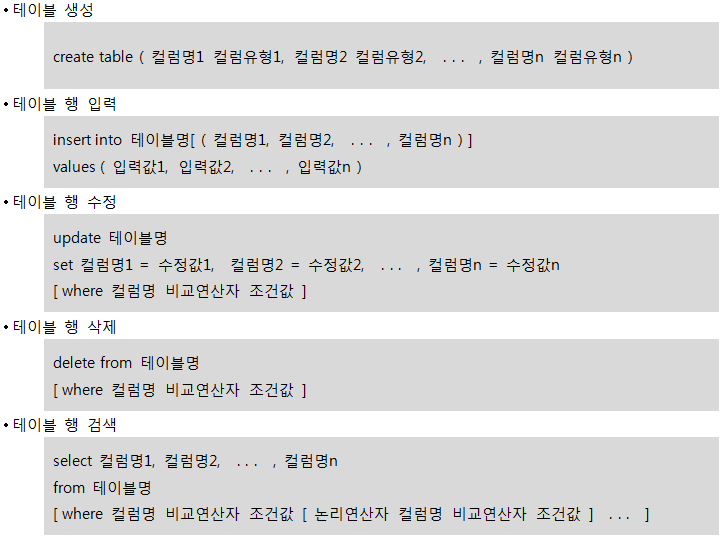 • 테이블 생성
create table ( 컬럼명1 컬럼유형1, 컬럼명2 컬럼유형2, ... , 컬럼명n 컬럼유형n )
• 테이블 행 입력
insert into 테이블명[ ( 컬럼명1, 컬럼명2, ... , 컬럼명n ) ]
values ( 입력값1, 입력값2, ... , 입력값n )
• 테이블 행 수정
update 테이블명
set 컬럼명1 = 수정값1, 컬럼명2 = 수정값2, ... , 컬럼명n = 수정값n
[ where 컬럼명 비교연산자 조건값 ]
• 테이블 행 삭제
delete from 테이블명
[ where 컬럼명 비교연산자 조건값 ]
• 테이블 행 검색
select 컬럼명1, 컬럼명2, ... , 컬럼명n
from 테이블명
[ where 컬럼명 비교연산자 조건값 [ 논리연산자 컬럼명 비교연산자 조건값 ] ... ]